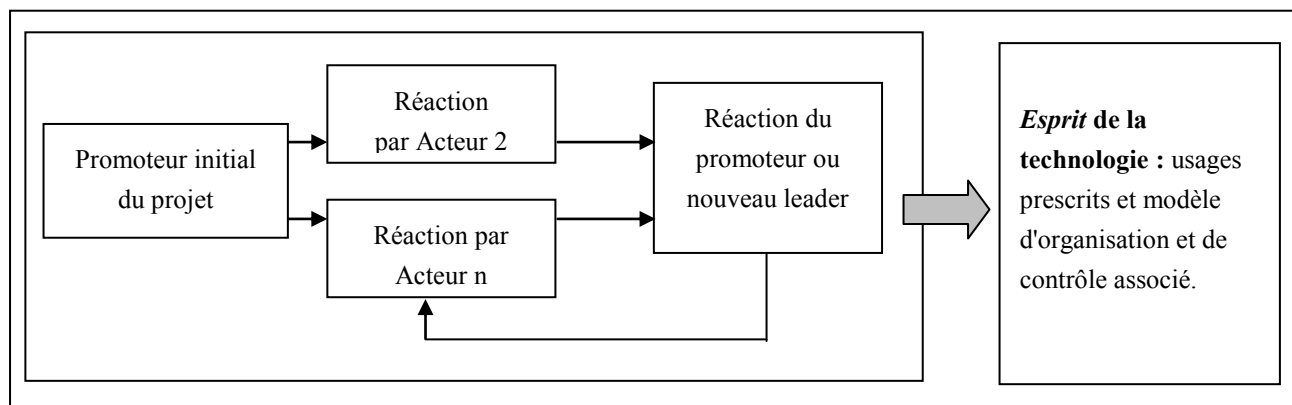 Promoteur initial
du projet
Réaction
par Acteur 2
Réaction par
Acteur n
Réaction du
promoteur ou
nouveau leader
Esprit de la
technologie : usages
prescrits et modèle
d'organisation et de
contrôle associé.